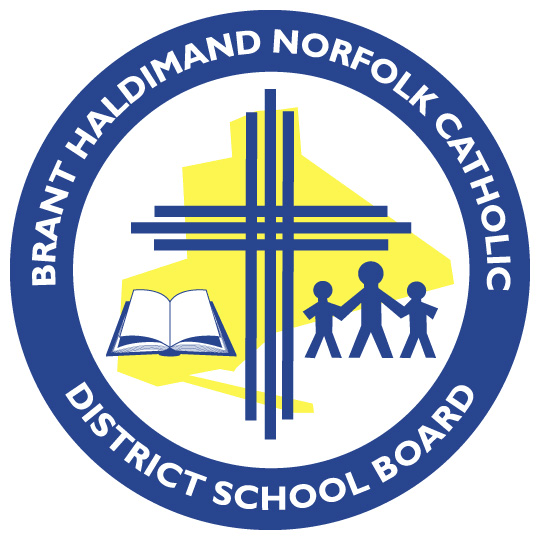 BRANT HALDIMAND NORFOLK CATHOLIC
DISTRICT SCHOOL BOARD